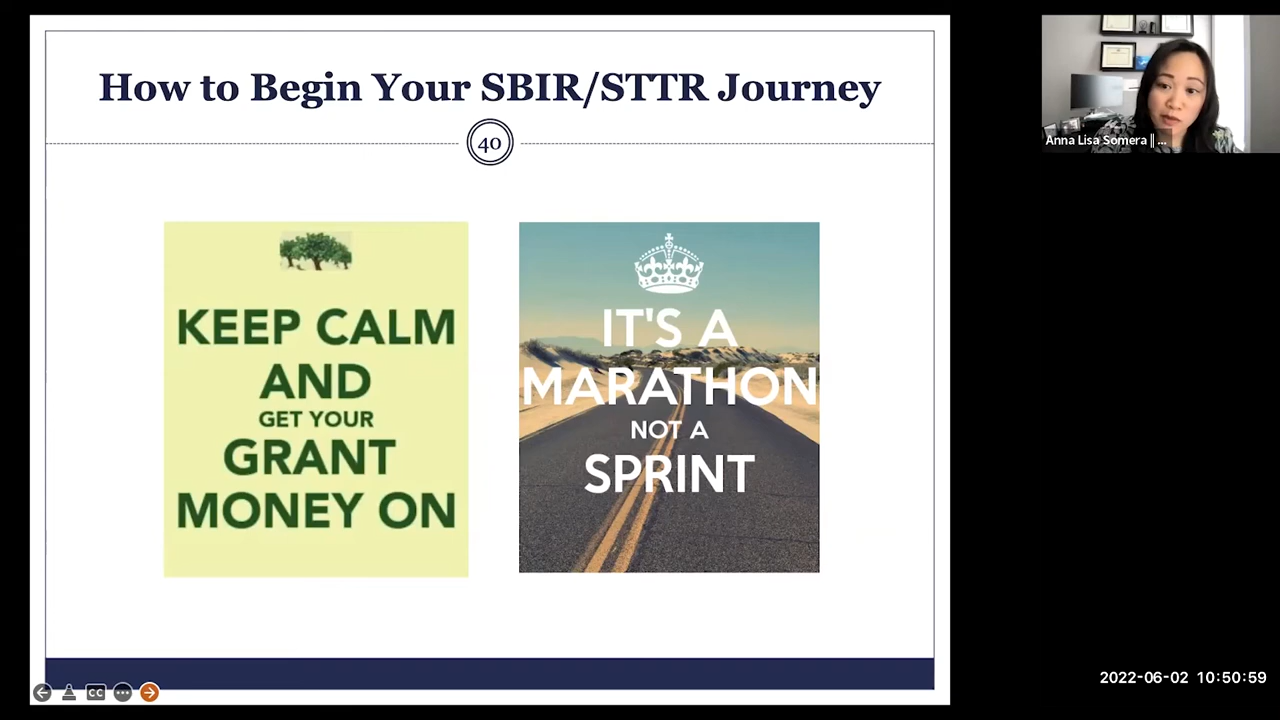 How to Begin Your SBIR/STTR Journey
40
KEEP CALM
AND
GET YOUR
GRANT
MONEY ON
IT'S A
MARATHON
NOT A
SPRINT
Anna Lisa Somera || ...
CC
2022-06-02 10:50:59